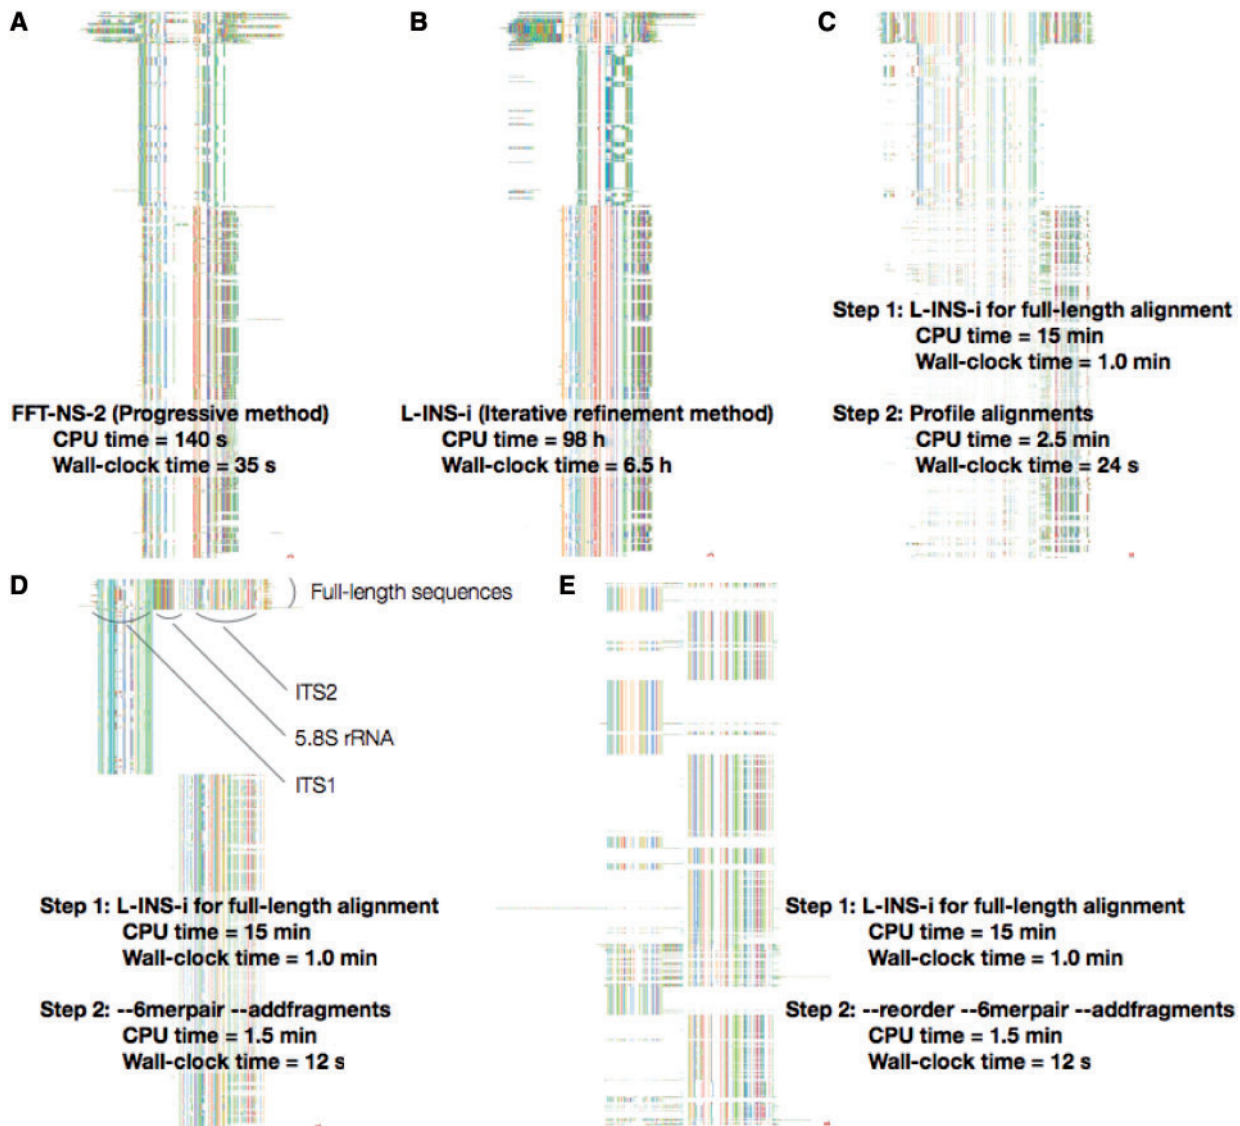 A
B
C
FFT-NS-2 (Progressive method)
CPU time = 140 s
Wall-clock time = 35 s
L-INS-i (Iterative refinement method)
CPU time = 98 h
Wall-clock time = 6.5 h
Step 1: L-INS-i for full-length alignment
CPU time = 15 min
Wall-clock time = 1.0 min
Step 2: Profile alignments
CPU time = 2.5 min
Wall-clock time = 24 s
D
Full-length sequences
ITS2
5.8S rRNA
ITS1
Step 1: L-INS-i for full-length alignment
CPU time = 15 min
Wall-clock time = 1.0 min
Step 2: --6merpair --addfragments
CPU time = 1.5 min
Wall-clock time = 12 s
E
Step 1: L-INS-i for full-length alignment
CPU time = 15 min
Wall-clock time = 1.0 min
Step 2: --reorder --6merpair --addfragments
CPU time = 1.5 min
Wall-clock time = 12 s